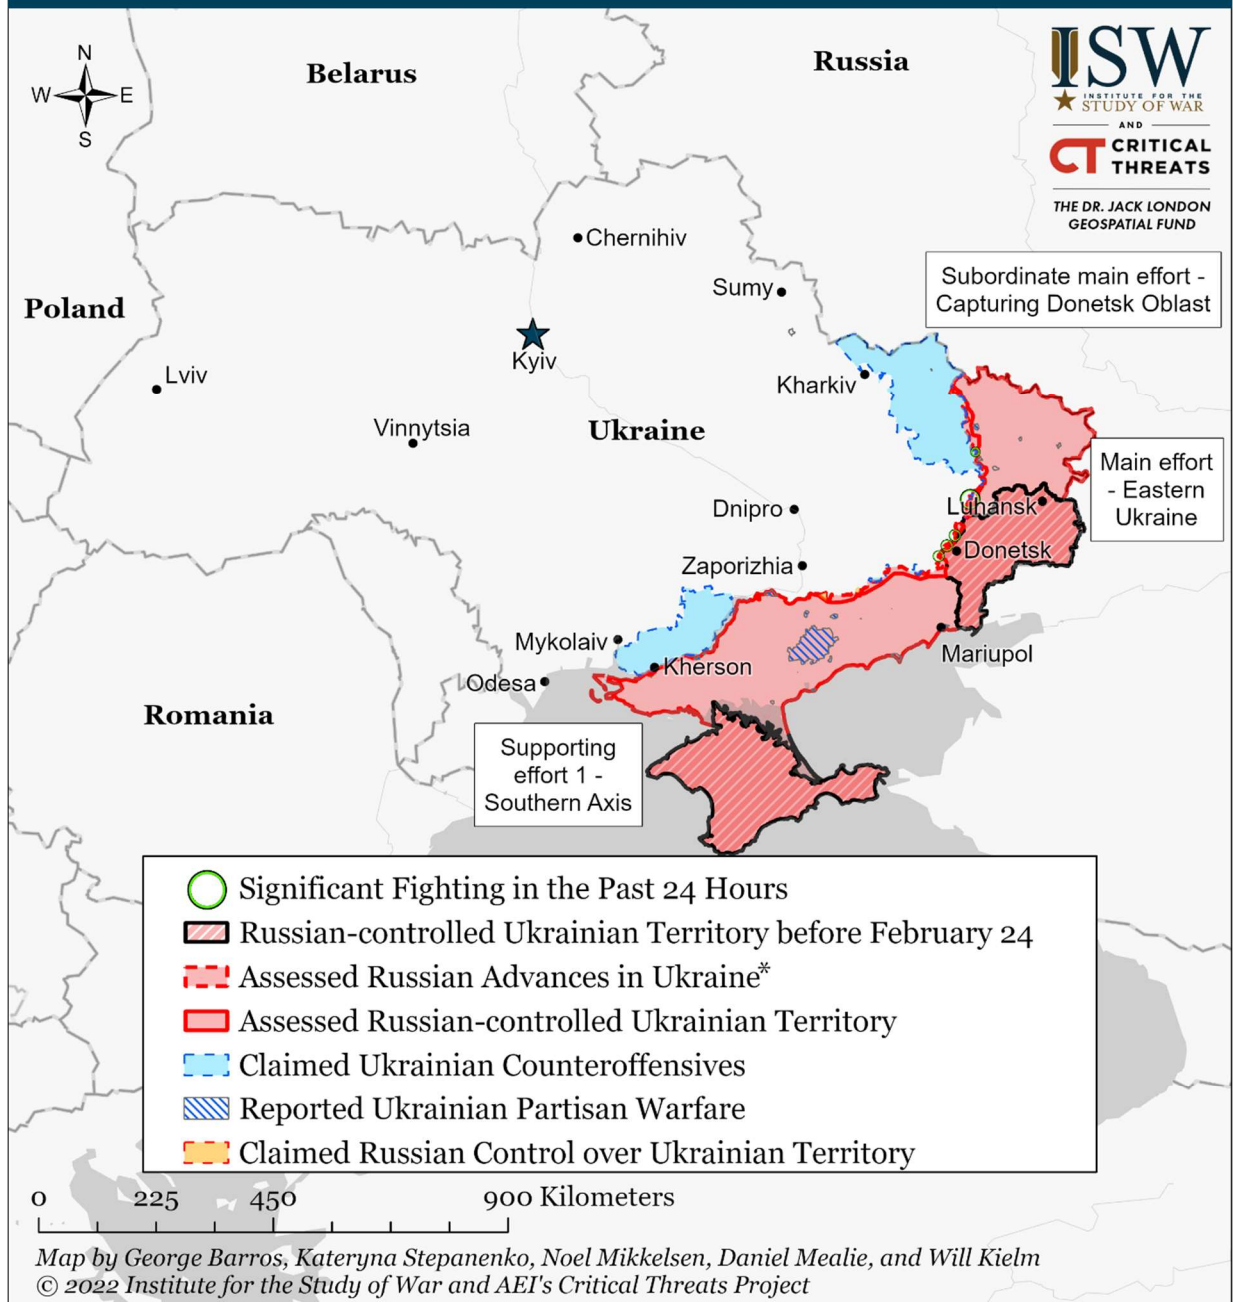 N
W E
S
Belarus
Russia
ISW
INSTITUTE FOR THE
STUDY OF WAR
AND
CT CRITICAL
THREATS
THE DR. JACK LONDON
GEOSPATIAL FUND
Chernihiv
Subordinate main effort -
Capturing Donetsk Oblast
Sumy
Poland
Kyiv
Lviv
Kharkiv
Vinnytsia
Ukraine
Main effort
- Eastern
Ukraine
Dnipro
Luhansk
Donetsk
Zaporizhia
Mykolaiv
Mariupol
Kherson
Odesa
Romania
Supporting
effort 1 -
Southern Axis
Significant Fighting in the Past 24 Hours
Russian-controlled Ukrainian Territory before February 24
Assessed Russian Advances in Ukraine*
Assessed Russian-controlled Ukrainian Territory
Claimed Ukrainian Counteroffensives
Reported Ukrainian Partisan Warfare
Claimed Russian Control over Ukrainian Territory
0 225 450 900 Kilometers
Map by George Barros, Kateryna Stepanenko, Noel Mikkelsen, Daniel Mealie, and Will Kielm
© 2022 Institute for the Study of War and AEI's Critical Threats Project